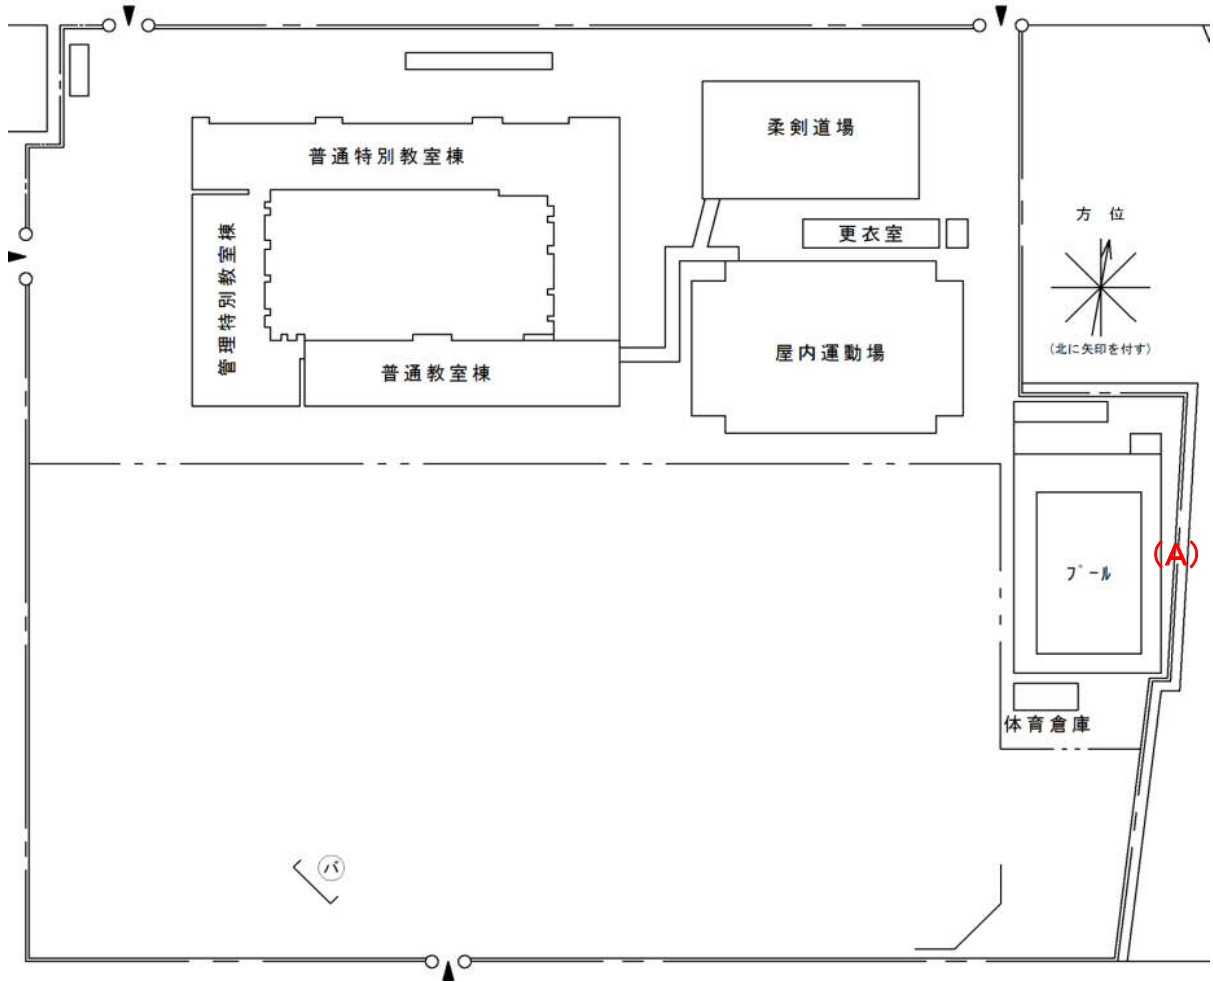 柔剣道場
普通特別教室棟
方位
更衣室
管理特別教室棟
(北に矢印を付す)
屋内運動場
普通教室棟
(A)
プール
体育倉庫
バ